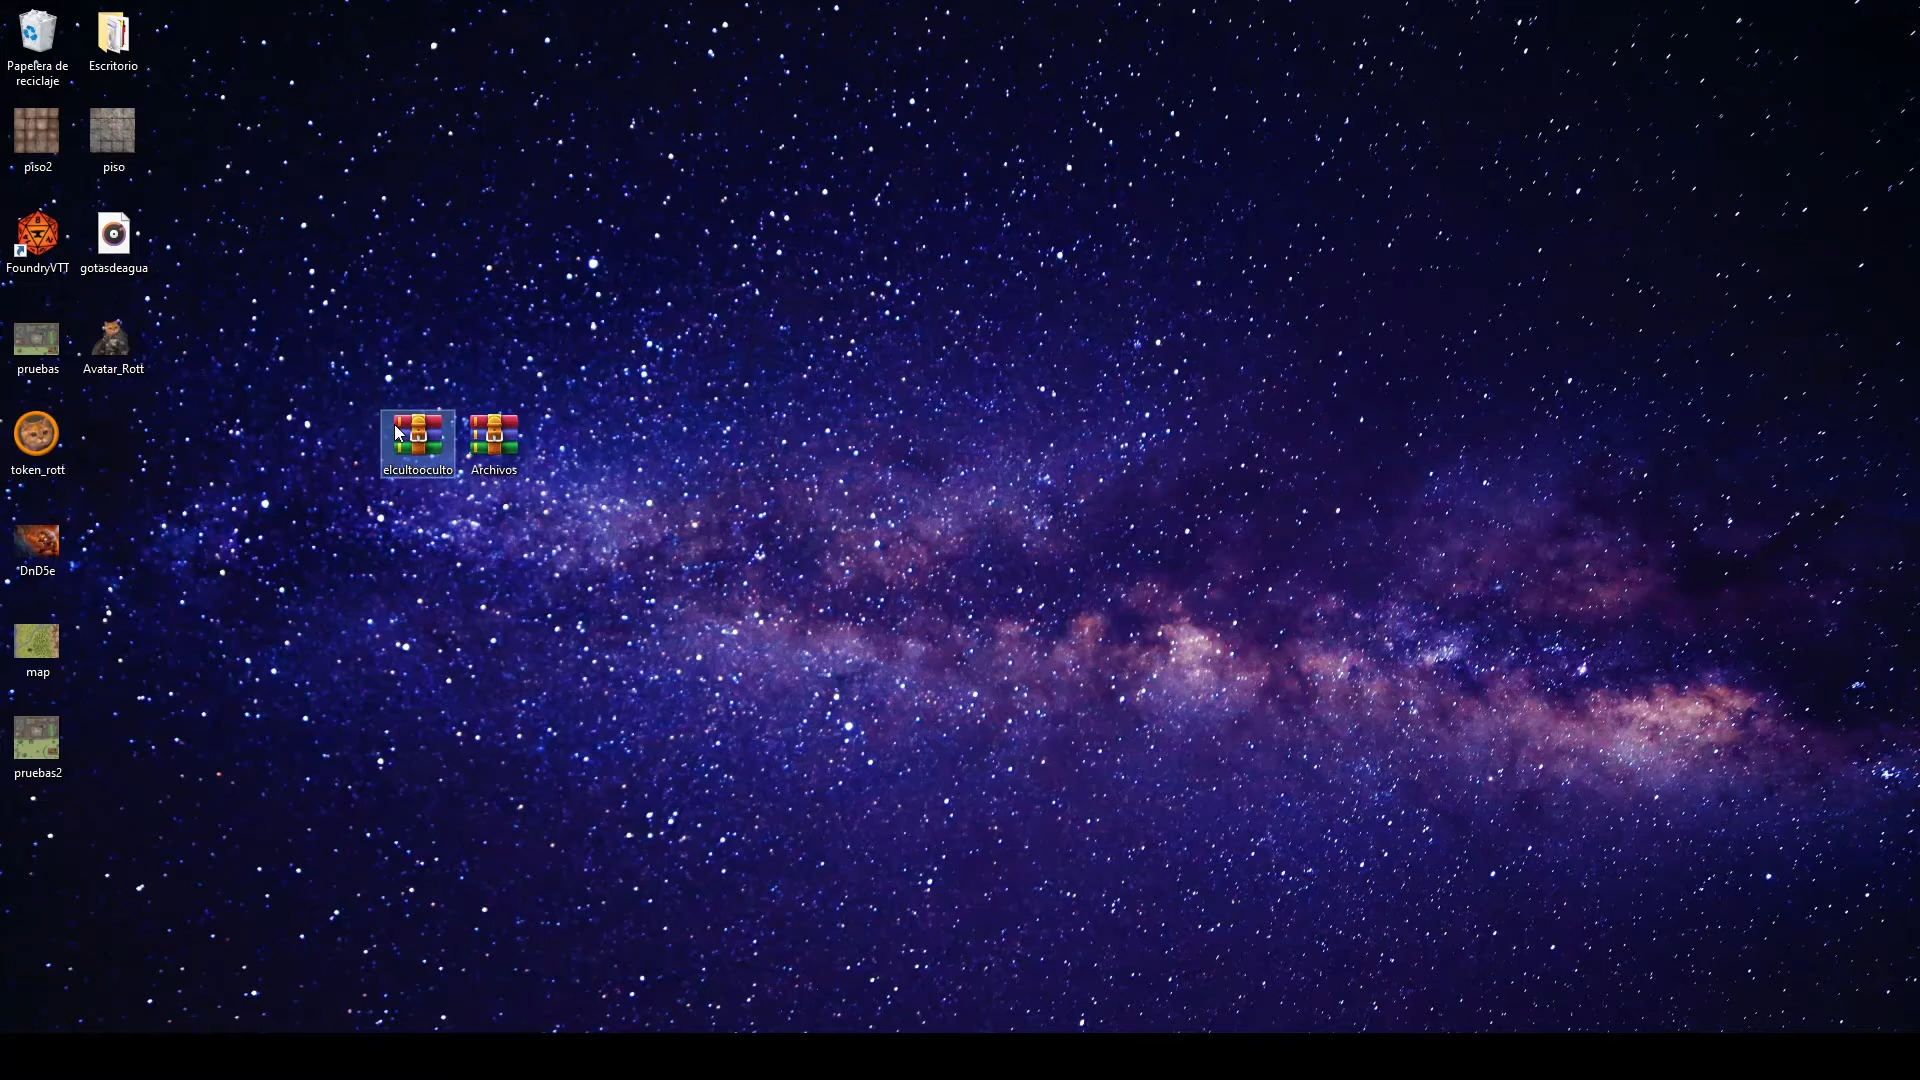 Papelera de
reciclaje
Escritorio
piso2
piso
FoundryVTT
gotasdeagua
pruebas
Avatar_Rott
token_rott
elcultooculto
Archivos
DnD5e
map
pruebas2